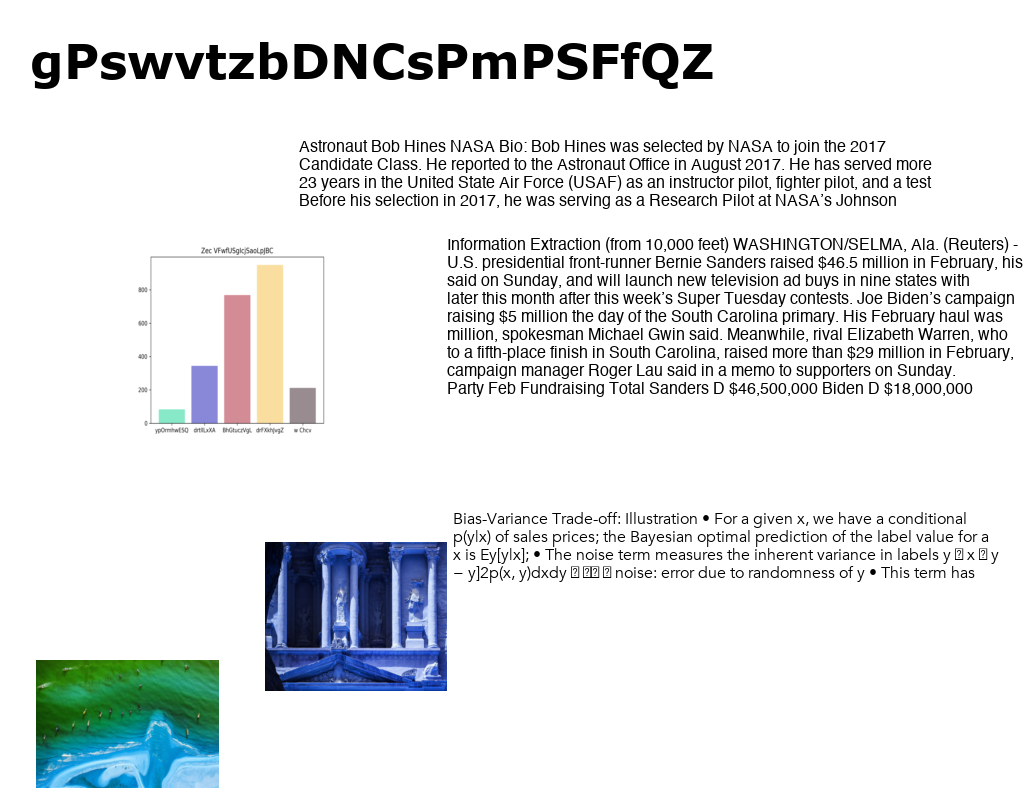 gPswvtzbDNCsPmPSFfQZ
Astronaut Bob Hines NASA Bio: Bob Hines was selected by NASA to join the 2017
Candidate Class. He reported to the Astronaut Office in August 2017. He has served more
23 years in the United State Air Force (USAF) as an instructor pilot, fighter pilot, and a test
Before his selection in 2017, he was serving as a Research Pilot at NASA’s Johnson
Information Extraction (from 10,000 feet) WASHINGTON/SELMA, Ala. (Reuters) -
U.S. presidential front-runner Bernie Sanders raised $46.5 million in February, his
said on Sunday, and will launch new television ad buys in nine states with
later this month after this week’s Super Tuesday contests. Joe Biden’s campaign
raising $5 million the day of the South Carolina primary. His February haul was
million, spokesman Michael Gwin said. Meanwhile, rival Elizabeth Warren, who
to a fifth-place finish in South Carolina, raised more than $29 million in February,
campaign manager Roger Lau said in a memo to supporters on Sunday.
Party Feb Fundraising Total Sanders D $46,500,000 Biden D $18,000,000
800
600
400
200
0
w Chcv
Bias-Variance Trade-off: Illustration • For a given x, we have a conditional
p(y|x) of sales prices; the Bayesian optimal prediction of the label value for a
x is Ey[y|x]; • The noise term measures the inherent variance in labels y x y
− y]2p(x, y)dxdy noise: error due to randomness of y • This term has